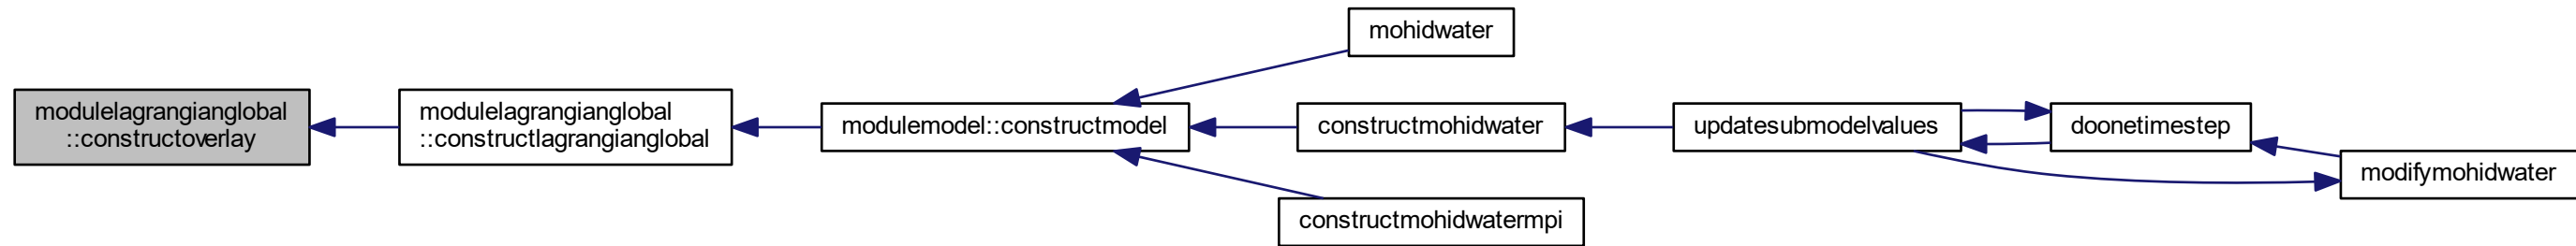 mohidwater
modulelagrangianglobal
::constructoverlay
modulelagrangianglobal
::constructlagrangianglobal
modulemodel::constructmodel
constructmohidwater
updatesubmodelvalues
doonetimestep
modifymohidwater
constructmohidwatermpi